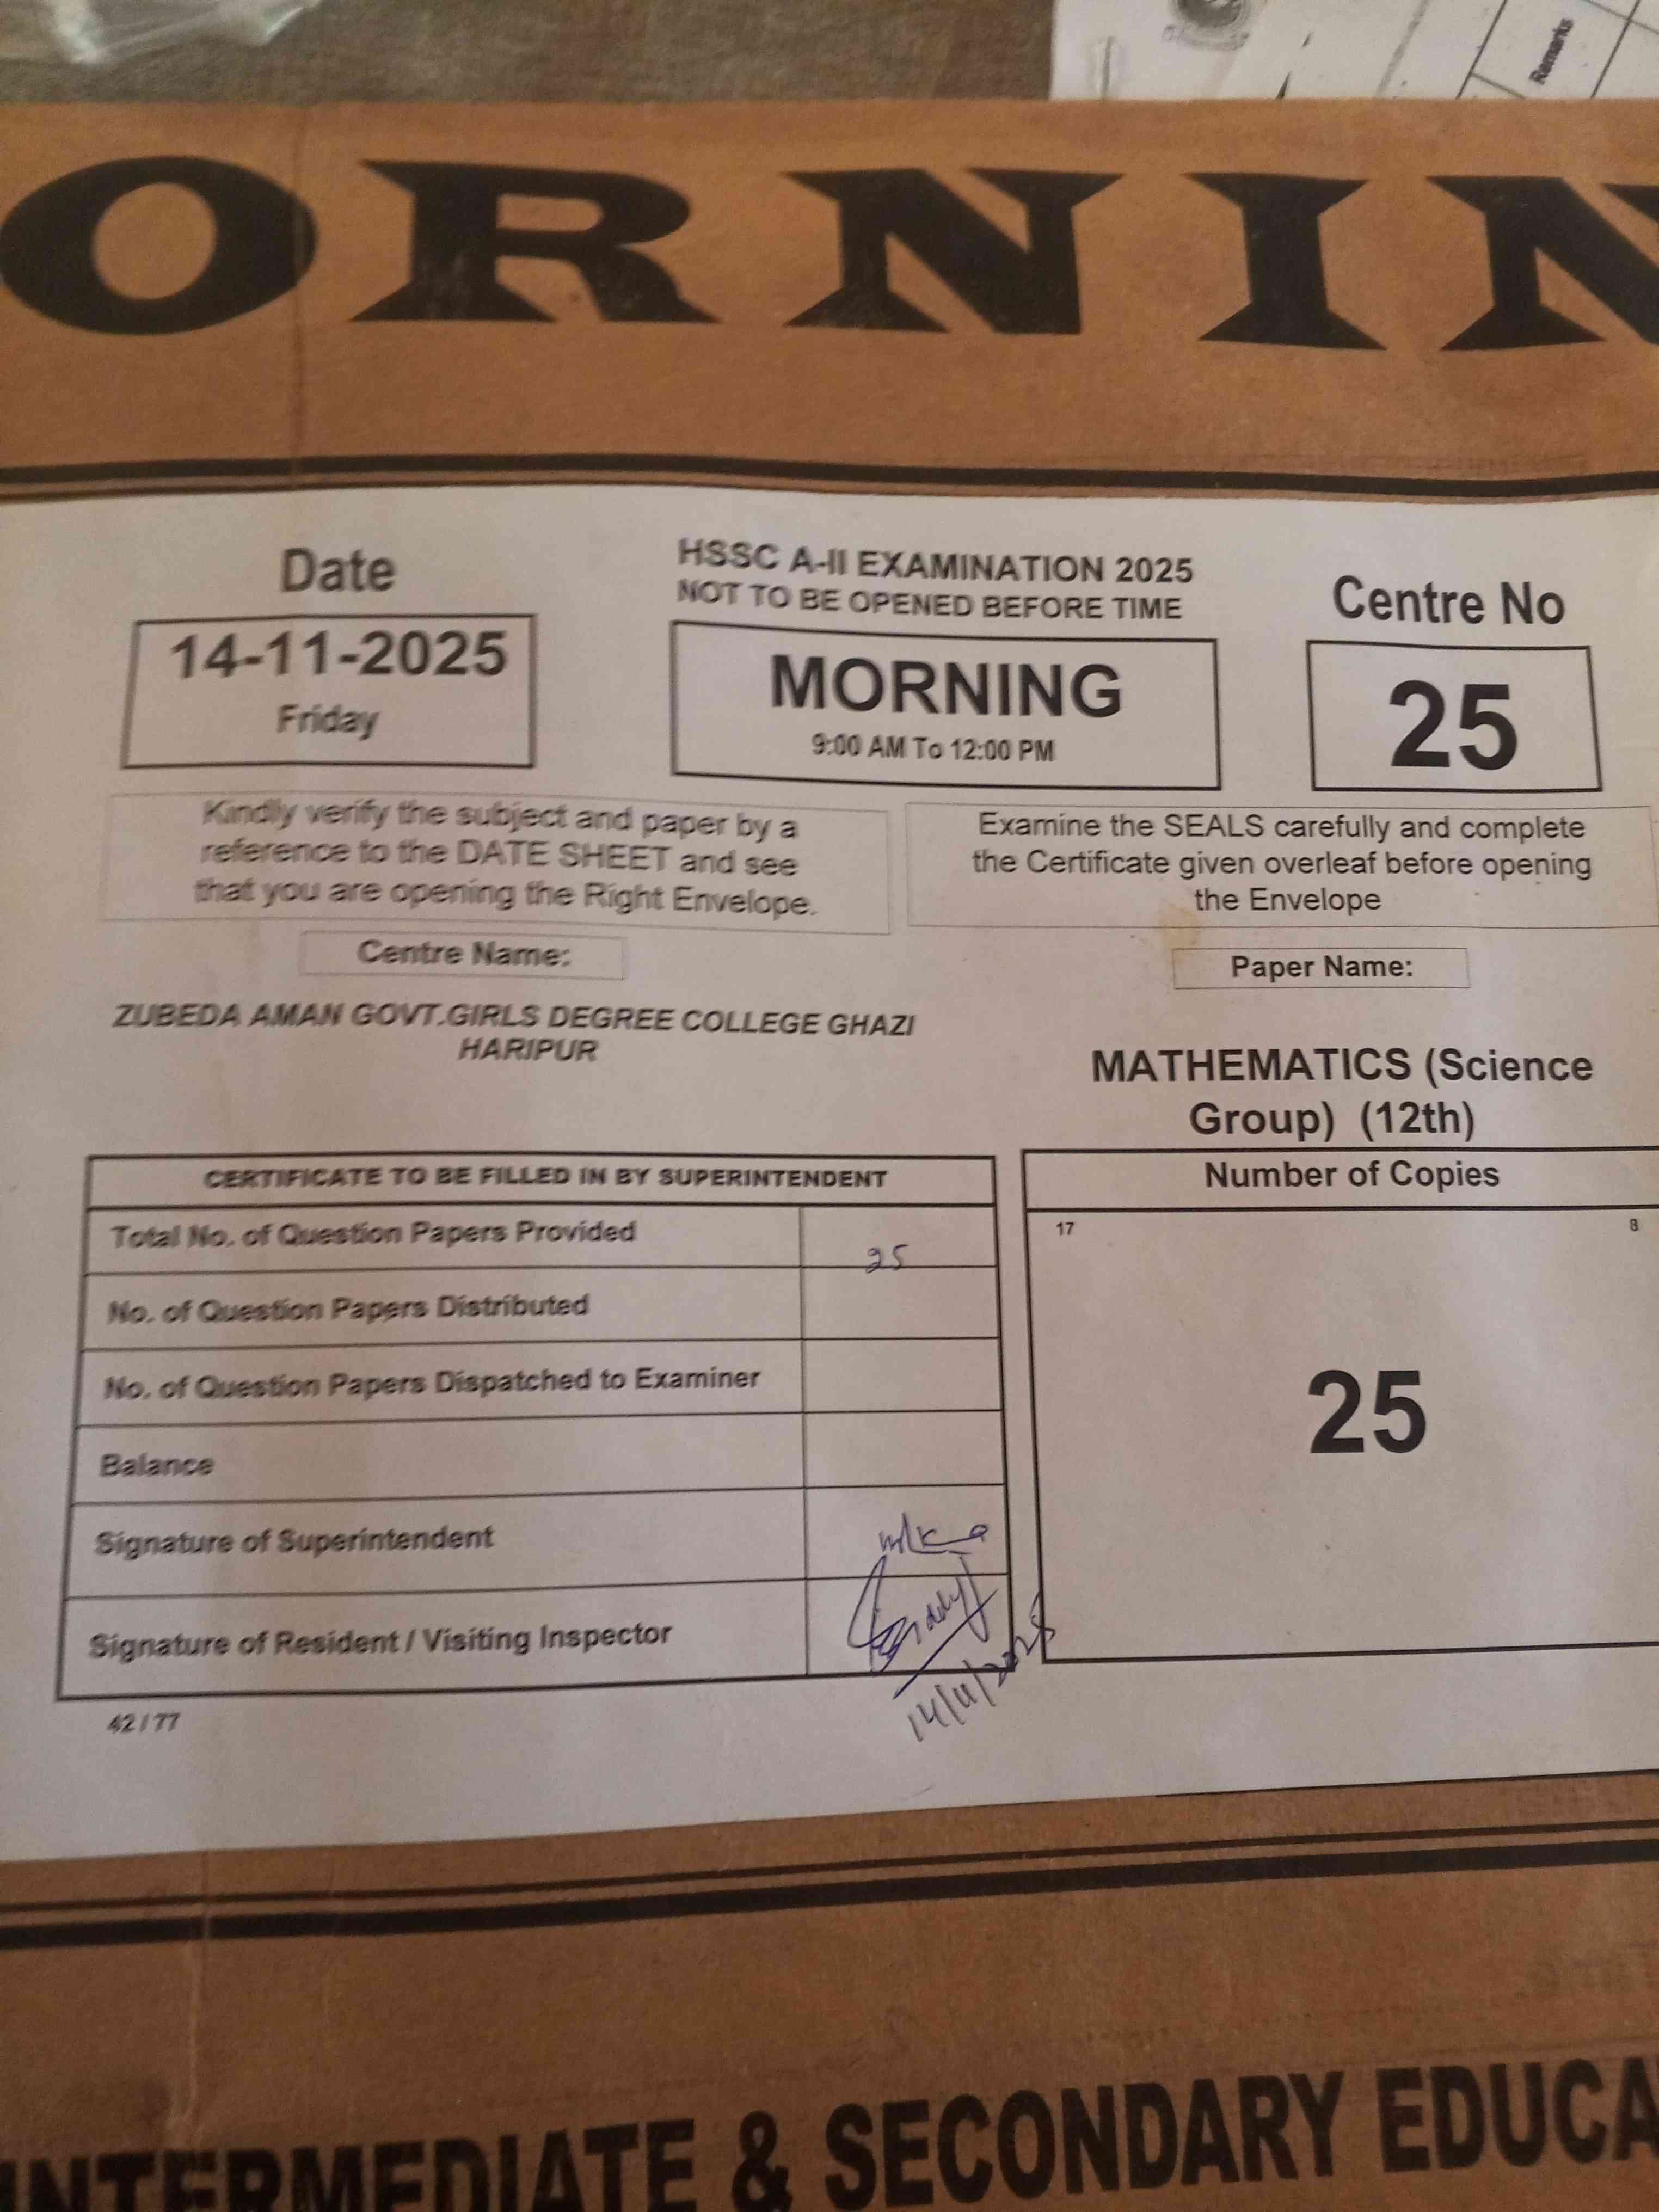 Remarks
ORNIN
Date
HSSC A-II EXAMINATION 2025
NOT TO BE OPENED BEFORE TIME
Centre No
14-11-2025
Friday
MORNING
9:00 AM To 12:00 PM
25
Kindly verify the subject and paper by a
reference to the DATE SHEET and see
that you are opening the Right Envelope.
Examine the SEALS carefully and complete
the Certificate given overleaf before opening
the Envelope
Centre Name:
Paper Name:
ZUBEDA AMAN GOVT.GIRLS DEGREE COLLEGE GHAZI
HARIPUR
MATHEMATICS (Science
Group) (12th)
CERTIFICATE TO BE FILLED IN BY SUPERINTENDENT
Total No. of Question Papers Provided 25
No. of Question Papers Distributed
No. of Question Papers Dispatched to Examiner
Balance
Signature of Superintendent
Signature of Resident / Visiting Inspector
14/11/2025
Number of Copies
17 8
25
42 / 77
INTERMEDIATE & SECONDARY EDUCA